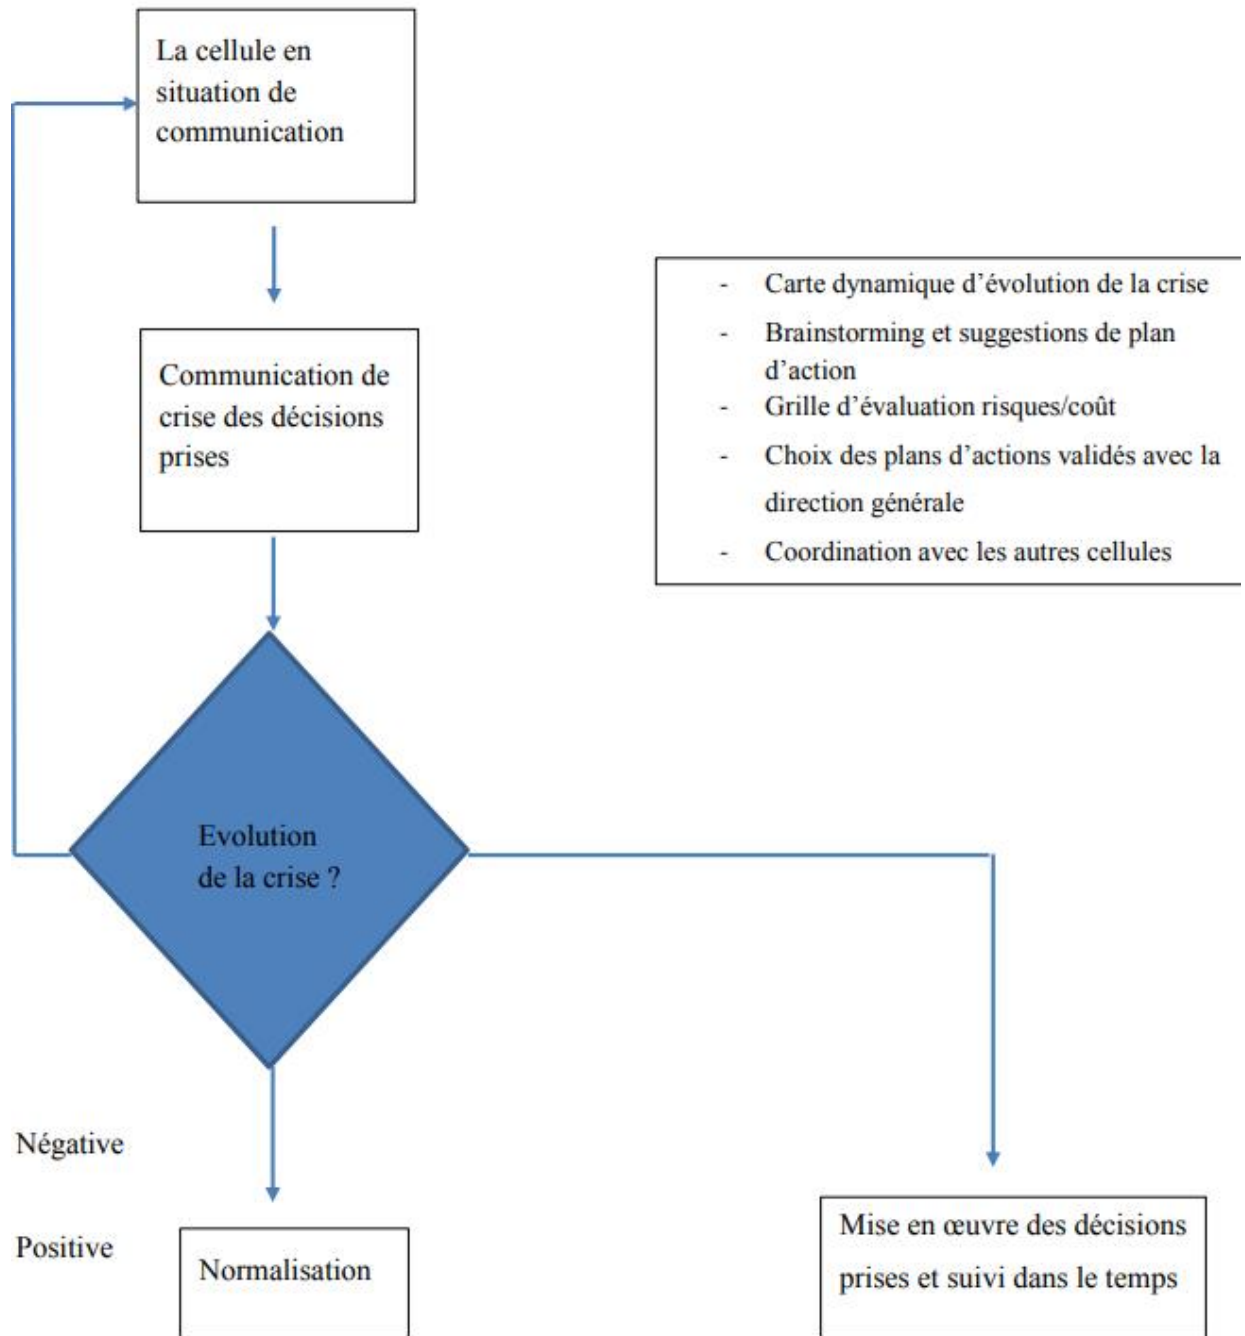 La cellule en
situation de
communication
Communication de
crise des décisions
prises
- Carte dynamique d’évolution de la crise
- Brainstorming et suggestions de plan
d’action
- Grille d’évaluation risques/coût
- Choix des plans d’actions validés avec la
direction générale
- Coordination avec les autres cellules
Evolution
de la crise ?
Négative
Positive
Normalisation
Mise en œuvre des décisions
prises et suivi dans le temps